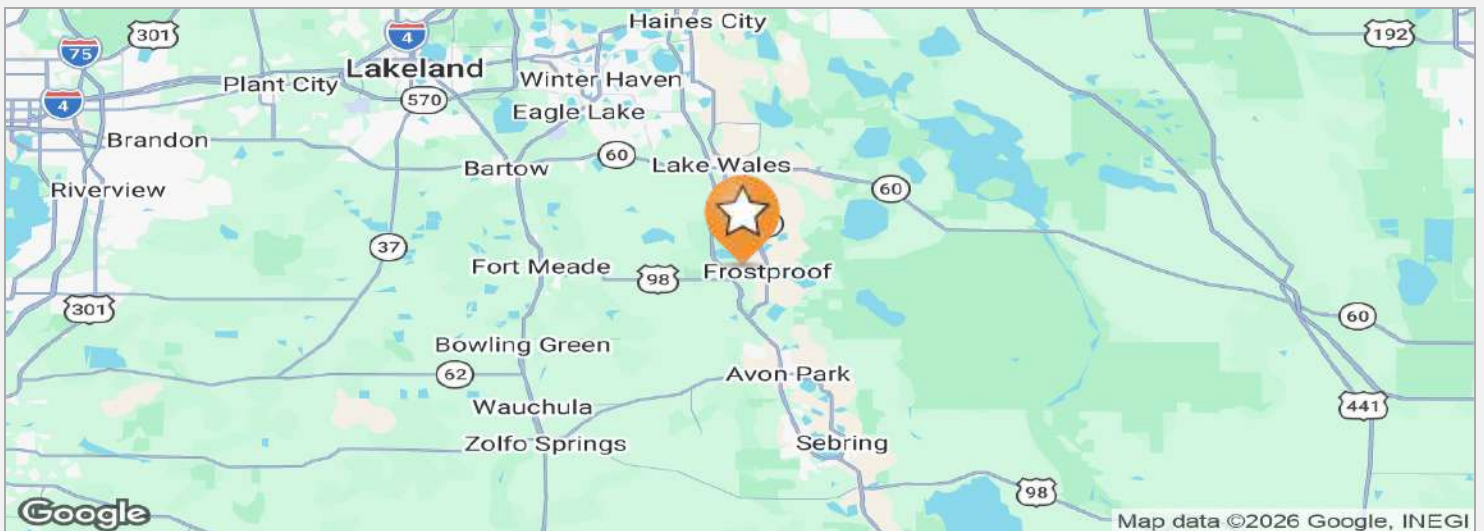 Haines City
301
4
192
75
Lakeland
Plant City
Winter Haven
570
4
Eagle Lake
Brandon
60
Bartow
Lake Wales
Riverview
60
37
Fort Meade
98
Frostproof
301
60
Bowling Green
62
Avon Park
Wauchula
441
Zolfo Springs
Sebring
98
Google
Map data ©2026 Google, INEGI